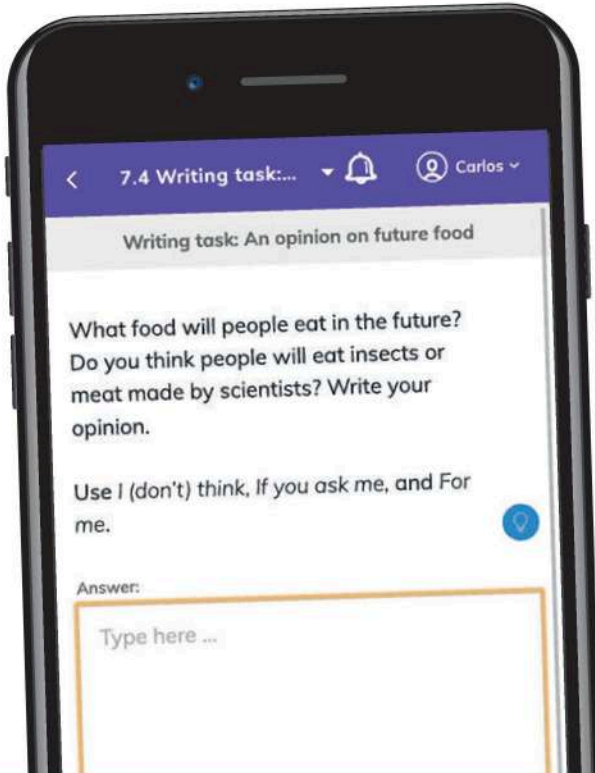 7.4 Writing task:...
Carlos
Writing task: An opinion on future food
What food will people eat in the future?
Do you think people will eat insects or
meat made by scientists? Write your
opinion.
Use I (don't) think, If you ask me, and For
me.
Answer:
Type here ...